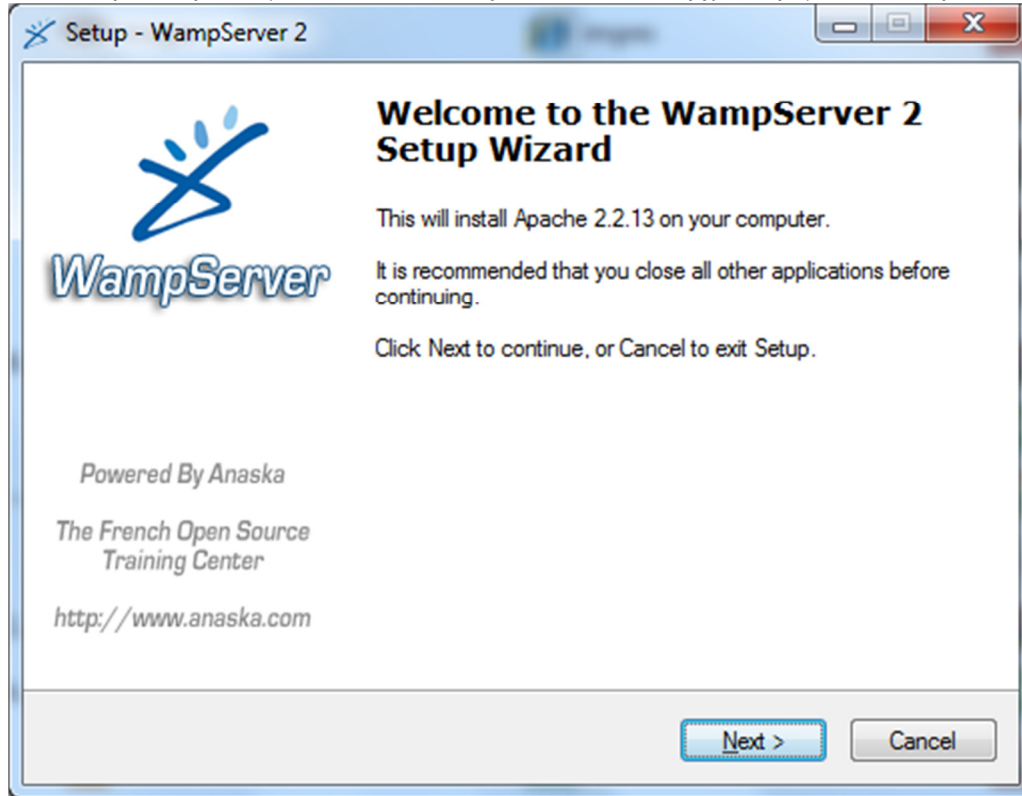 Setup - WampServer 2
Welcome to the WampServer 2
Setup Wizard
This will install Apache 2.2.13 on your computer.
It is recommended that you close all other applications before
continuing.
Click Next to continue, or Cancel to exit Setup.
WampServer
Powered By Anaska
The French Open Source
Training Center
http://www.anaska.com
Next >
Cancel